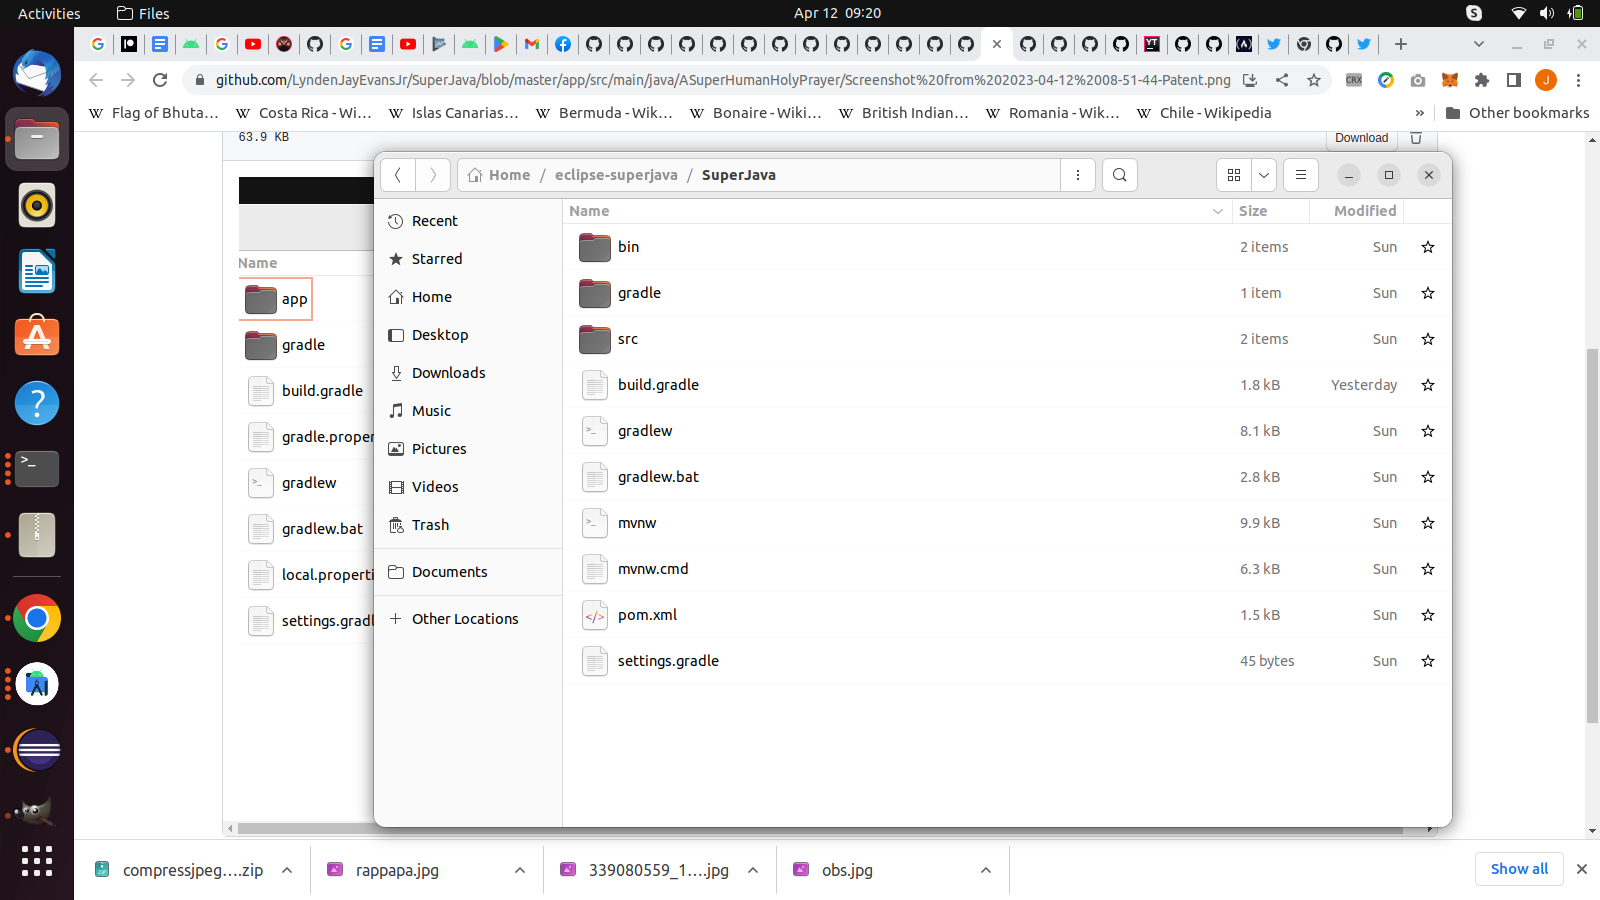 Activities
Files
Apr 12 09:20
github.com/LyndenJayEvansJr/SuperJava/blob/master/app/src/main/java/ASuperHumanHolyPrayer/Screenshot%20from%202023-04-12%2008-51-44-Patent.png
CRX
J
Flag of Bhuta...
Costa Rica - Wi...
Islas Canarias...
Bermuda - Wik...
Bonaire - Wiki...
British Indian...
Romania - Wik...
Chile - Wikipedia
»
Other bookmarks
63.9 KB
Download
Home / eclipse-superjava / SuperJava
Name
app
gradle
build.gradle
gradle.proper
gradlew
gradlew.bat
local.properti
settings.gradl
Recent
Starred
Home
Desktop
Downloads
Music
Pictures
Videos
Trash
Documents
Other Locations
Name Size Modified
bin 2 items Sun
gradle 1 item Sun
src 2 items Sun
build.gradle 1.8 kB Yesterday
gradlew 8.1 kB Sun
gradlew.bat 2.8 kB Sun
mvnw 9.9 kB Sun
mvnw.cmd 6.3 kB Sun
pom.xml 1.5 kB Sun
settings.gradle 45 bytes Sun
compressjpeg....zip
rappapa.jpg
339080559_1....jpg
obs.jpg
Show all